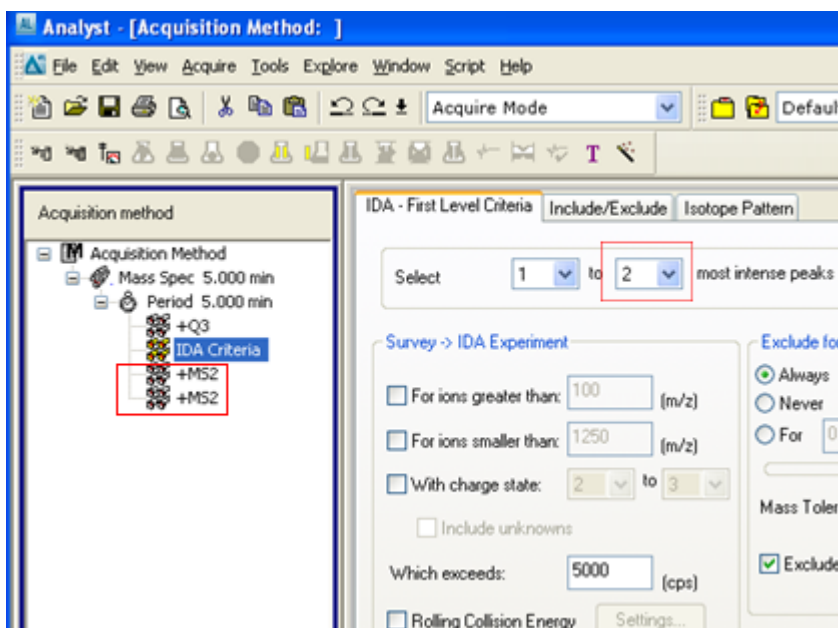 Analyst - [Acquisition Method: ]
File Edit View Acquire Tools Explore Window Script Help
Acquire Mode
Acquisition method
Acquisition Method
Mass Spec 5.000 min
Period 5.000 min
+Q3
IDA Criteria
+MS2
+MS2
IDA - First Level Criteria Include/Exclude Isotope Pattern
Select 1 to 2 most intense peaks
Survey -> IDA Experiment
For ions greater than: 100 (m/z)
For ions smaller than: 1250 (m/z)
With charge state: 2 to 3
Include unknowns
Which exceeds: 5000 (cps)
Rolling Collision Energy Settings...
Exclude fo
Always
Never
For 0
Mass Toler
Exclude